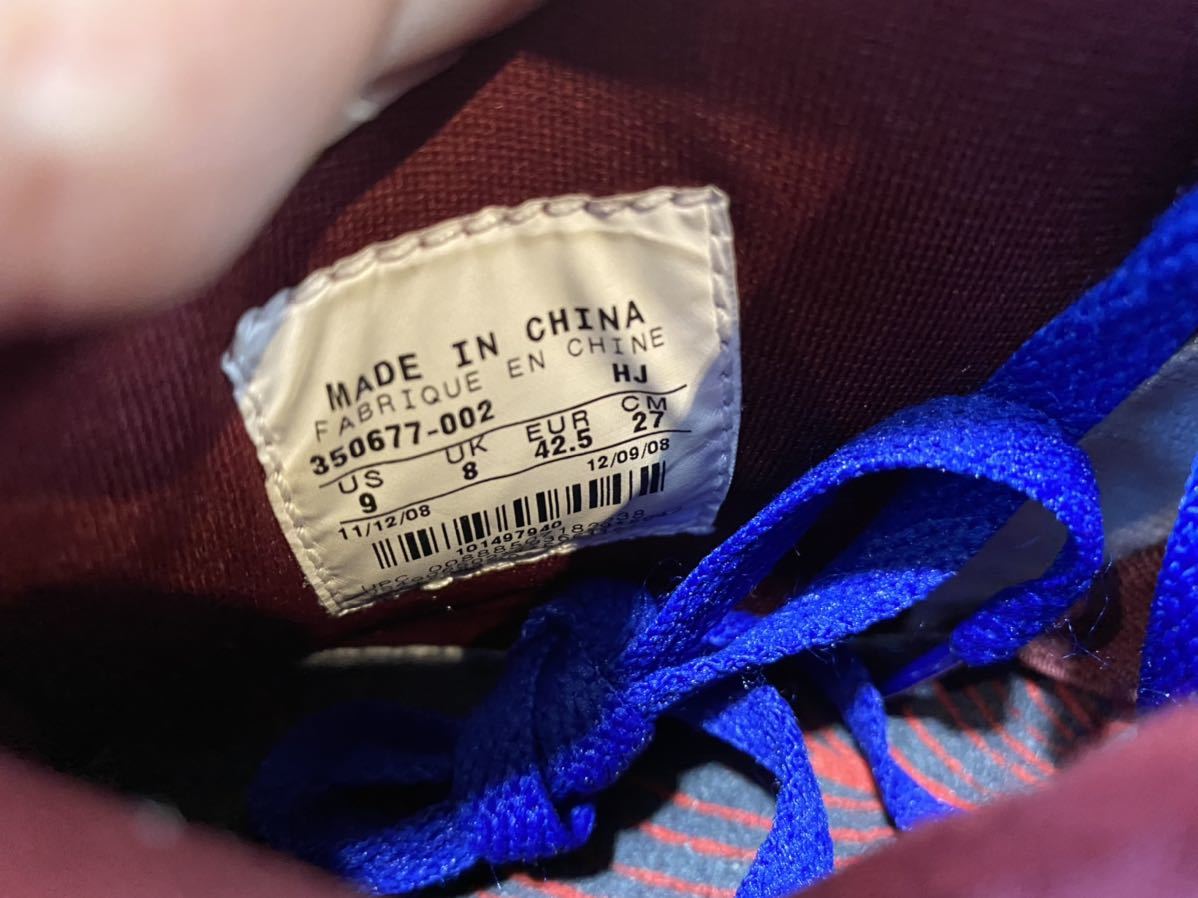 MADE IN CHINA
FABRIQUE EN CHINE
350677-002 HJ
US UK EUR CM
9 8 42.5 27
11/12/08 12/09/08
101497940
UPC